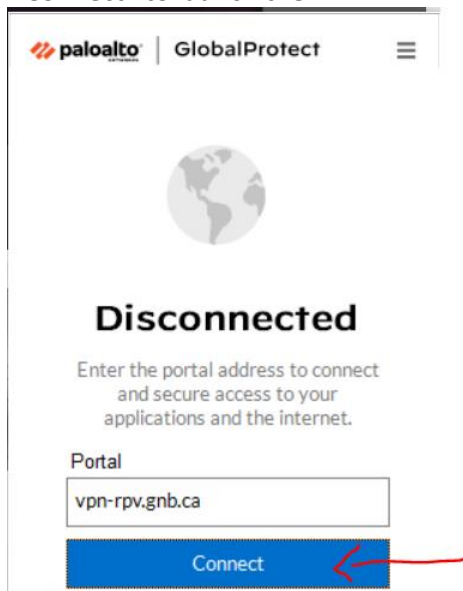 paloalto | GlobalProtect
Disconnected
Enter the portal address to connect
and secure access to your
applications and the internet.
Portal
vpn-rpv.gnb.ca
Connect